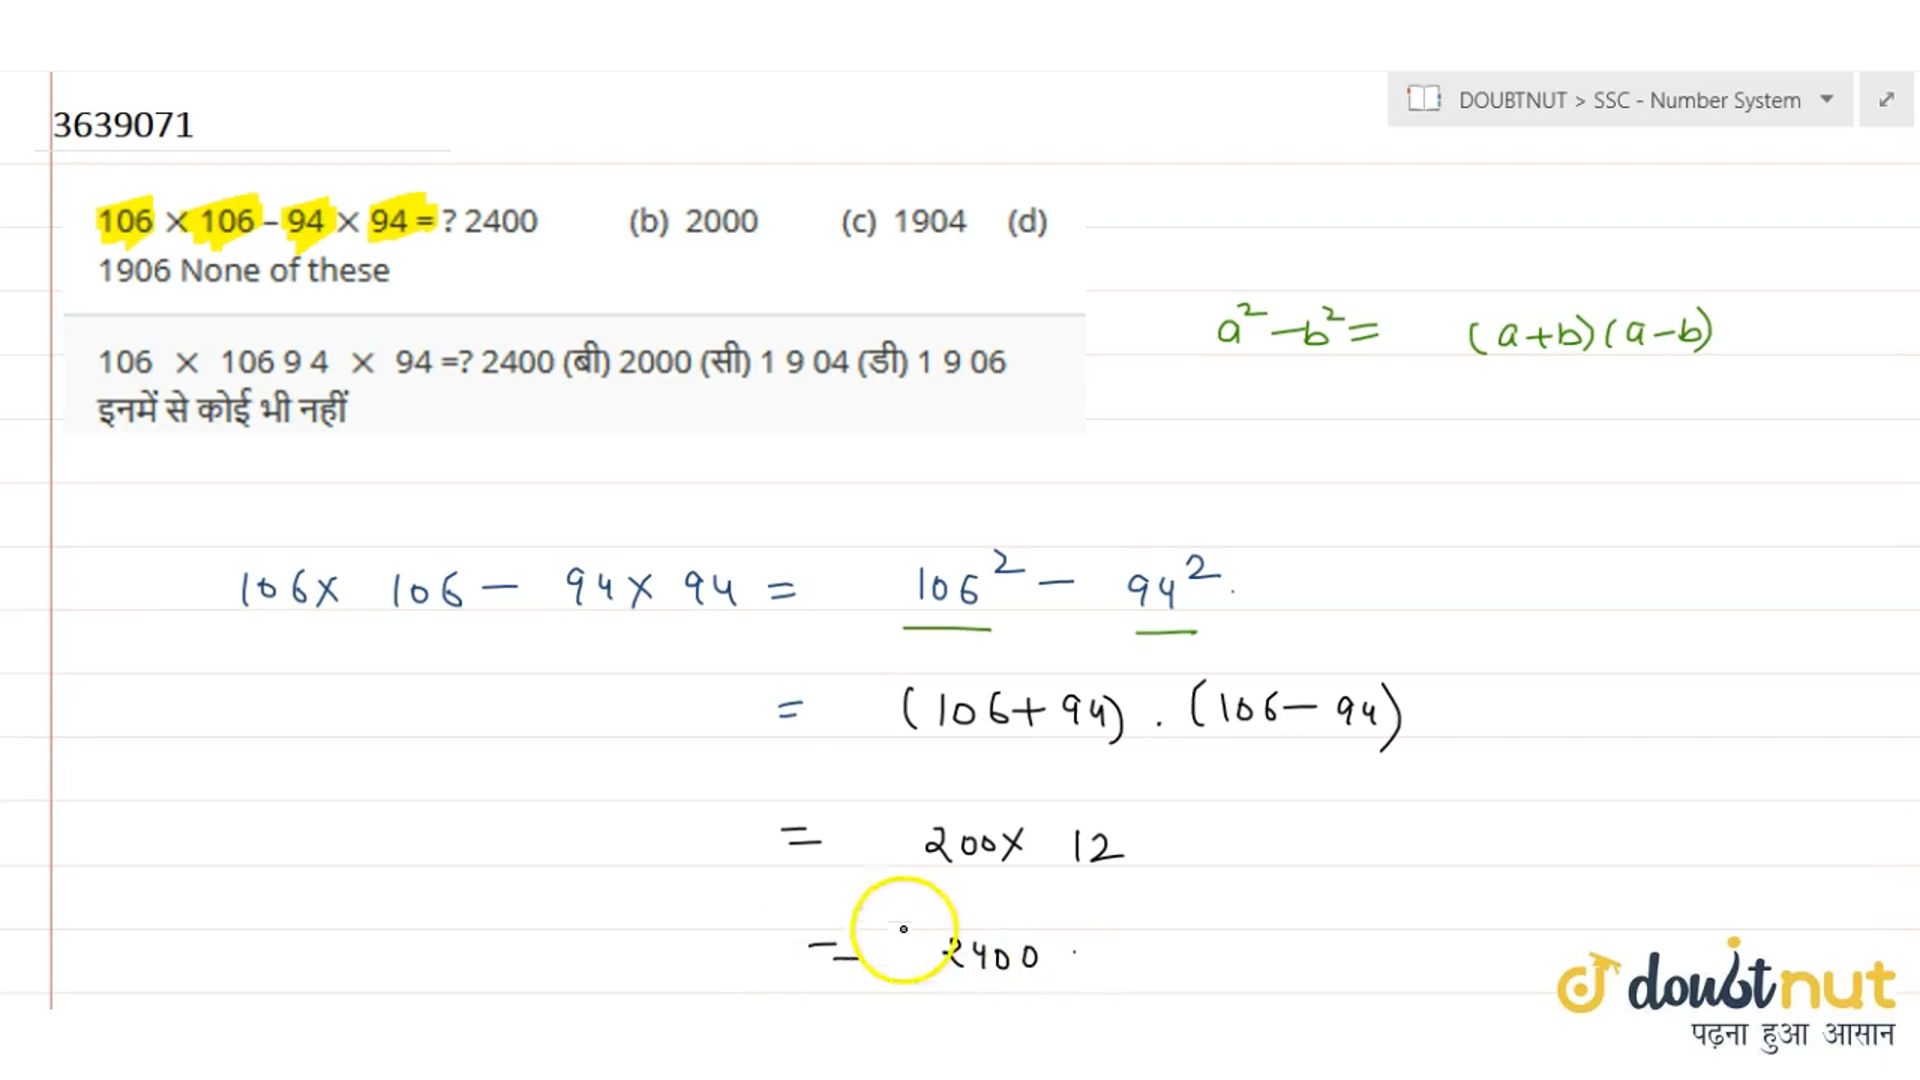 DOUBTNUT > SSC - Number System
3639071
106 × 106 – 94 × 94 = ? 2400 (b) 2000 (c) 1904 (d)
1906 None of these
106 × 106 9 4 × 94 =? 2400 (बी) 2000 (सी) 1 9 04 (डी) 1 9 06
इनमें से कोई भी नहीं
a² – b² = (a+b)(a–b)
106× 106 – 94× 94 = 106² – 94².
= (106+94) . (106– 94)
= 200× 12
= 2400 .
doubtnut
पढ़ना हुआ आसान